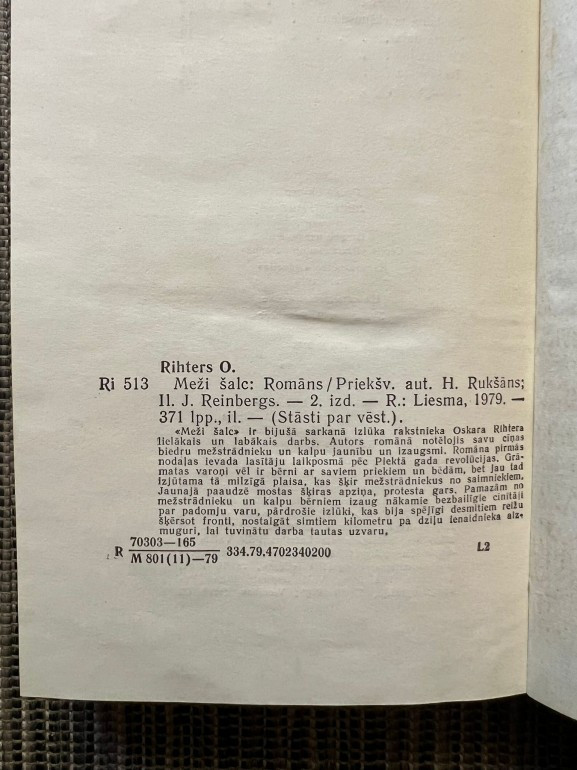 Rihters O.
Ri 513 Meži šalc: Romāns/Priekšv. aut. H. Rukšāns;
Il. J. Reinbergs. — 2. izd. — R.: Liesma, 1979. —
371 lpp., il. — (Stāsti par vēst.).
«Meži šalc» ir bijušā sarkanā izlūka rakstnieka Oskara Rihtera
lielākais un labākais darbs. Autors romānā notēlojis savu cīņas
biedru mežstrādnieku un kalpu jaunību un izaugsmi. Romāna pirmās
nodaļas ievada lasītāju laikposmā pēc Piektā gada revolūcijas. Grā-
matas varoņi vēl ir bērni ar saviem priekiem un bēdām, bet jau tad
izjūtama tā milzīgā plaisa, kas šķir mežstrādniekus no saimniekiem.
Jaunajā paaudzē mostas šķiras apziņa, protesta gars. Pamazām no
mežstrādnieku un kalpu bērniem izaug nākamie bezbailīgie cīnītāji
par padomju varu, pārdrošie izlūki, kas bija spējīgi desmitiem reižu
šķērsot fronti, nostaigāt simtiem kilometru pa dziļu ienaidnieka aiz-
muguri, lai tuvinātu darba tautas uzvaru.
R 70303—165
M 801(11)—79 334.79.4702340200 L2